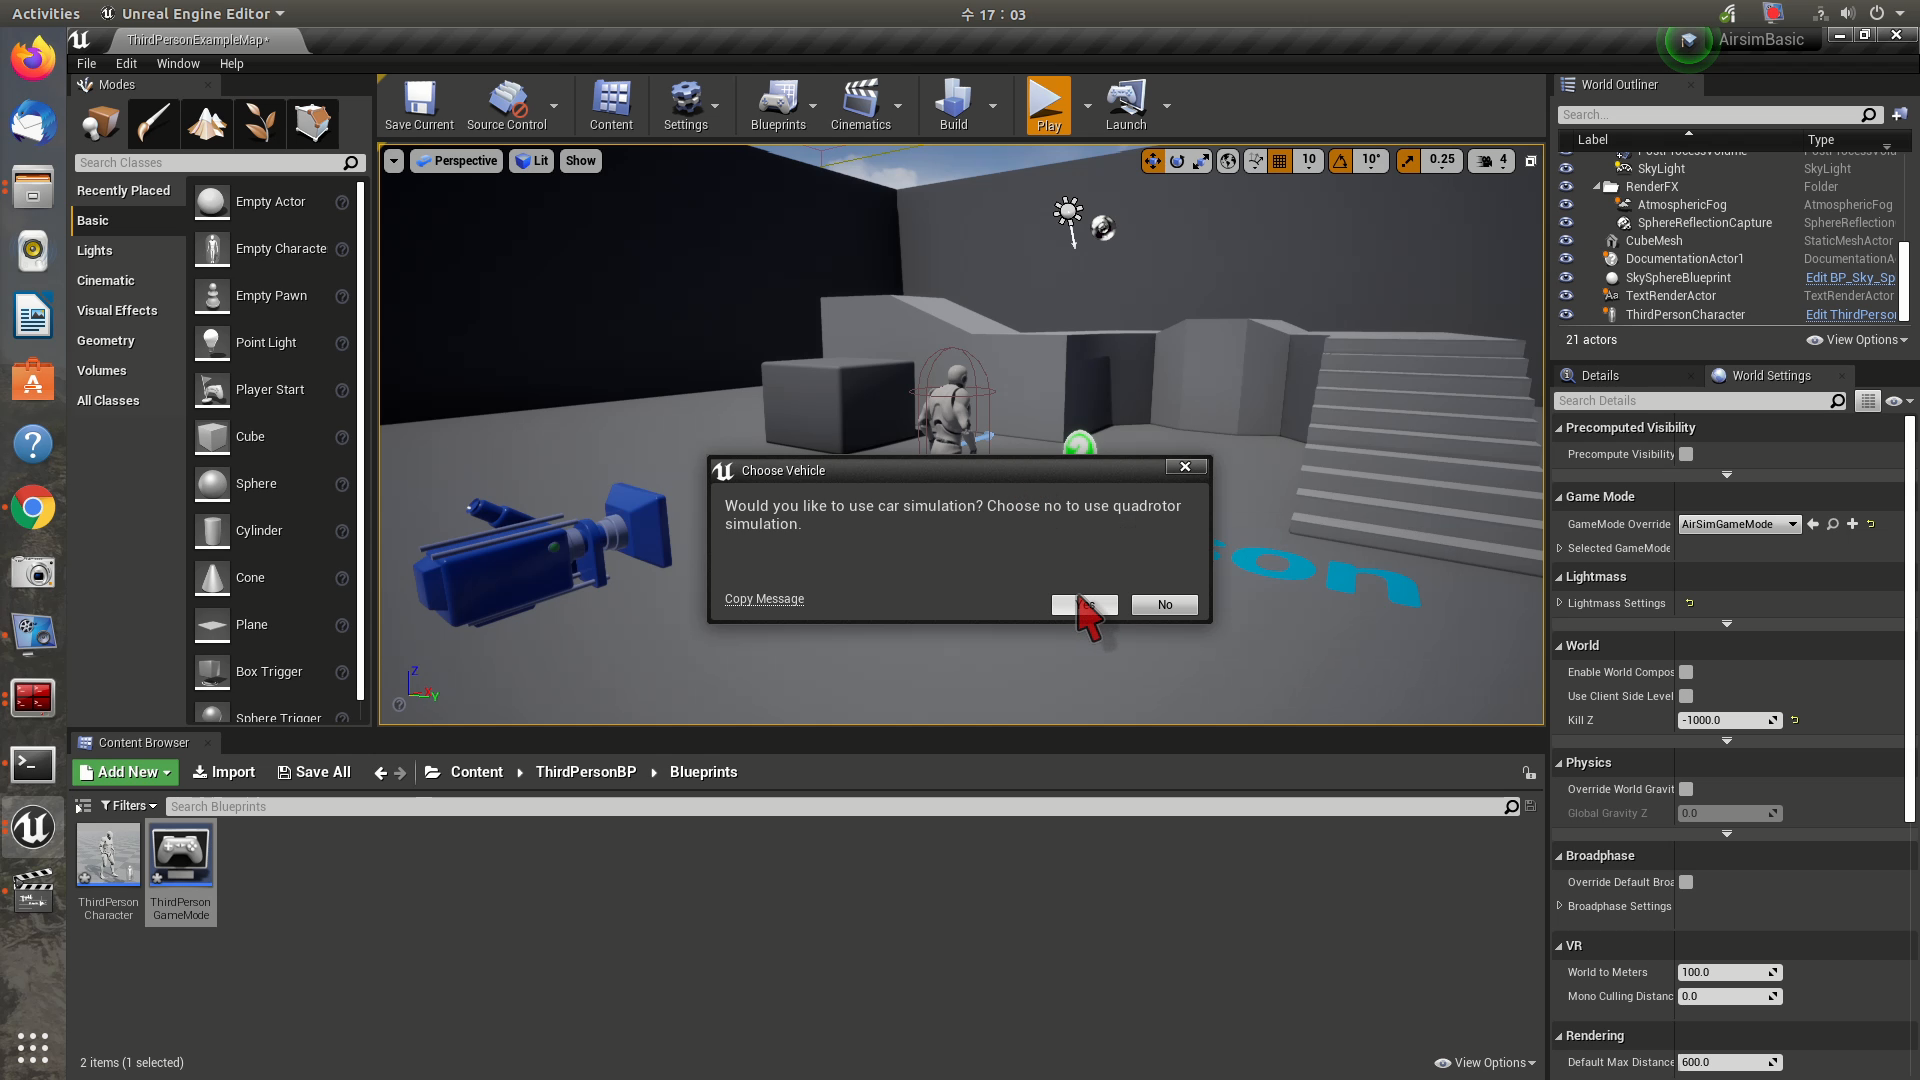 Activities
Unreal Engine Editor
수 17 : 03
ThirdPersonExampleMap*
AirsimBasic
File Edit Window Help
Modes
Search Classes
Recently Placed
Basic
Lights
Cinematic
Visual Effects
Geometry
Volumes
All Classes
Empty Actor
Empty Characte
Empty Pawn
Point Light
Player Start
Cube
Sphere
Cylinder
Cone
Plane
Box Trigger
Sphere Trigger
Save Current
Source Control
Content
Settings
Blueprints
Cinematics
Build
Play
Launch
Perspective
Lit
Show
10
10°
0.25
4
son
Z
X
Y
Choose Vehicle
Would you like to use car simulation? Choose no to use quadrotor
simulation.
Copy Message
Yes
No
World Outliner
Search...
Label Type
SkyLight SkyLight
RenderFX Folder
AtmosphericFog AtmosphericFog
SphereReflectionCapture SphereReflection
CubeMesh StaticMeshActor
DocumentationActor1 DocumentationA
SkySphereBlueprint Edit BP_Sky_Sp
TextRenderActor TextRenderActor
ThirdPersonCharacter Edit ThirdPerson
21 actors
View Options
Details
World Settings
Search Details
Precomputed Visibility
Precompute Visibility
Game Mode
GameMode Override AirSimGameMode
Selected GameMode
Lightmass
Lightmass Settings
World
Enable World Compos
Use Client Side Level
Kill Z -1000.0
Physics
Override World Gravit
Global Gravity Z 0.0
Broadphase
Override Default Broa
Broadphase Settings
VR
World to Meters 100.0
Mono Culling Distanc 0.0
Rendering
Default Max Distance 600.0
Content Browser
Add New Import Save All Content ThirdPersonBP Blueprints
Filters
Search Blueprints
ThirdPerson
Character
ThirdPerson
GameMode
2 items (1 selected)
View Options